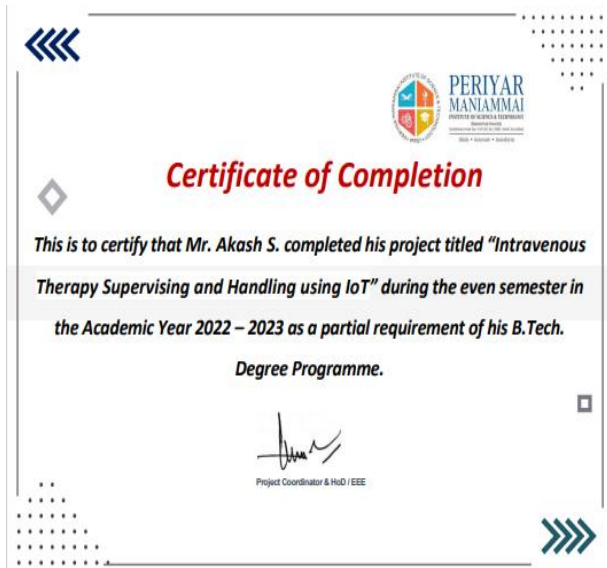 PERIYAR
MANIAMMAI
INSTITUTE OF SCIENCE & TECHNOLOGY
Certificate of Completion
This is to certify that Mr. Akash S. completed his project titled “Intravenous
Therapy Supervising and Handling using IoT” during the even semester in
the Academic Year 2022 – 2023 as a partial requirement of his B.Tech.
Degree Programme.
Project Coordinator & HoD / EEE